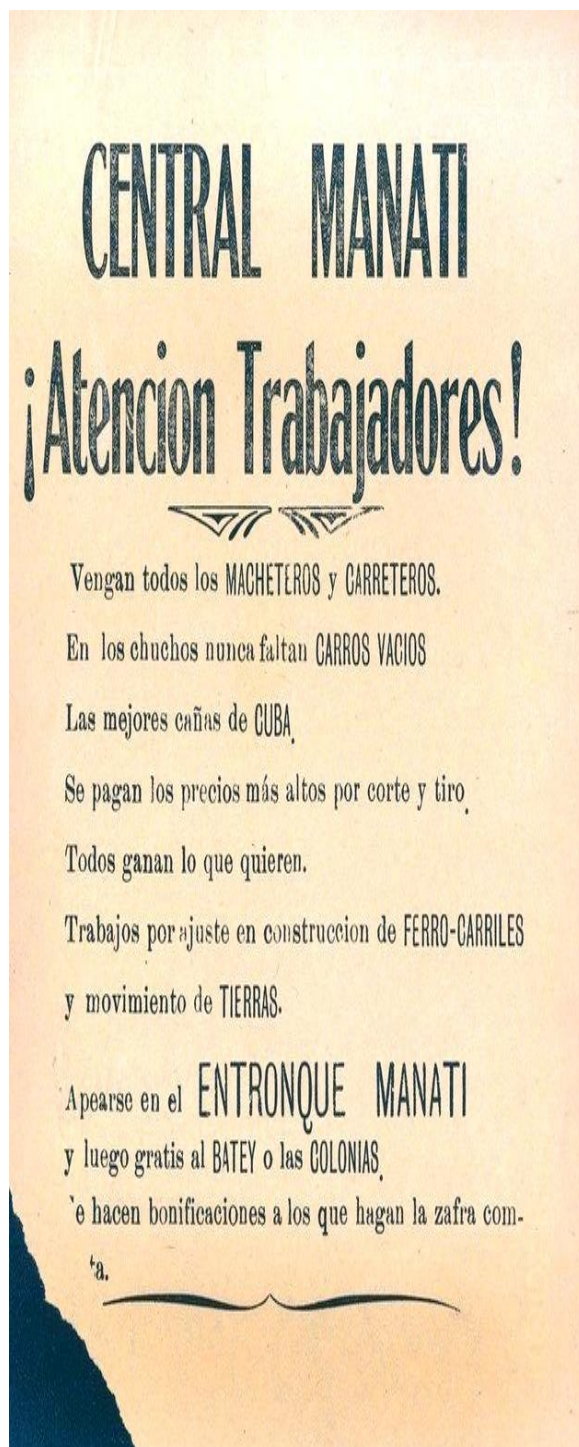 CENTRAL MANATI
¡Atencion Trabajadores!
Vengan todos los MACHETEROS y CARRETEROS.
En los chuchos nunca faltan CARROS VACIOS
Las mejores cañas de CUBA.
Se pagan los precios más altos por corte y tiro.
Todos ganan lo que quieren.
Trabajos por ajuste en construccion de FERRO-CARRILES
y movimiento de TIERRAS.
Apearse en el ENTRONQUE MANATI
y luego gratis al BATEY o las COLONIAS.
e hacen bonificaciones a los que hagan la zafra com-
ta.